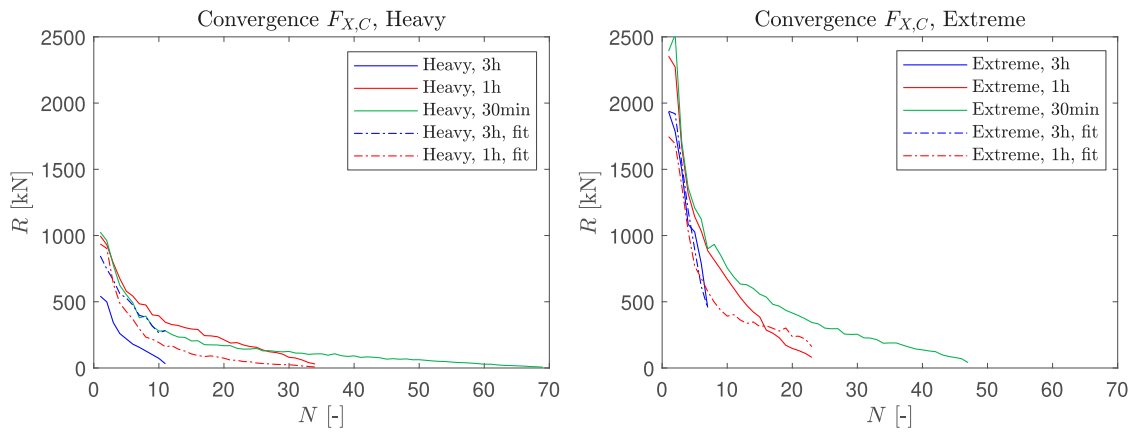 Convergence F_{X,C}, Heavy
2500
2000
1500
1000
500
0
R [kN]
0 10 20 30 40 50 60 70
N [-]
Heavy, 3h
Heavy, 1h
Heavy, 30min
Heavy, 3h, fit
Heavy, 1h, fit
Convergence F_{X,C}, Extreme
2500
2000
1500
1000
500
0
R [kN]
0 10 20 30 40 50 60 70
N [-]
Extreme, 3h
Extreme, 1h
Extreme, 30min
Extreme, 3h, fit
Extreme, 1h, fit